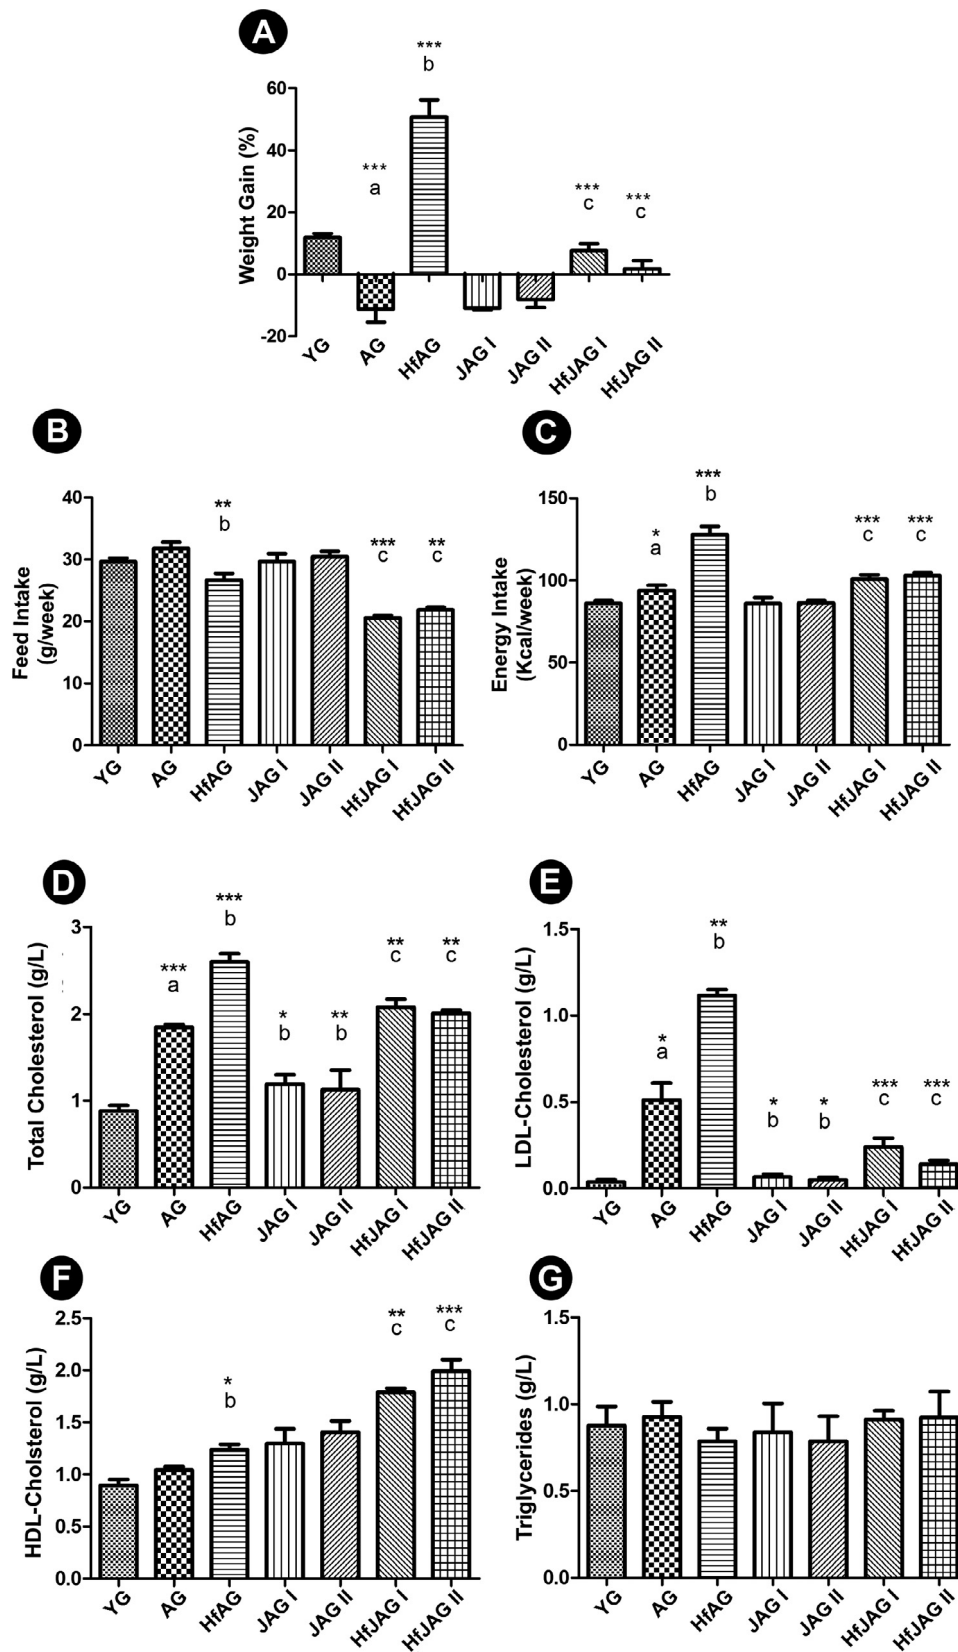 A
***
b
***
a
***
c
***
c
Weight Gain (%)
60
40
20
0
-20
YG
AG
HfAG
JAG I
JAG II
HfJAG I
HfJAG II
B
**
b
***
c
**
c
Feed Intake
(g/week)
40
30
20
10
0
YG
AG
HfAG
JAG I
JAG II
HfJAG I
HfJAG II
C
***
b
*
a
***
c
***
c
Energy Intake
(Kcal/week)
150
100
50
0
YG
AG
HfAG
JAG I
JAG II
HfJAG I
HfJAG II
D
***
b
***
a
*
b
**
b
**
c
**
c
Total Cholesterol (g/L)
3
2
1
0
YG
AG
HfAG
JAG I
JAG II
HfJAG I
HfJAG II
E
**
b
*
a
*
b
*
b
***
c
***
c
LDL-Cholesterol (g/L)
1.5
1.0
0.5
0.0
YG
AG
HfAG
JAG I
JAG II
HfJAG I
HfJAG II
F
*
b
**
c
***
c
HDL-Cholsterol (g/L)
2.5
2.0
1.5
1.0
0.5
0.0
YG
AG
HfAG
JAG I
JAG II
HfJAG I
HfJAG II
G
Triglycerides (g/L)
1.5
1.0
0.5
0.0
YG
AG
HfAG
JAG I
JAG II
HfJAG I
HfJAG II